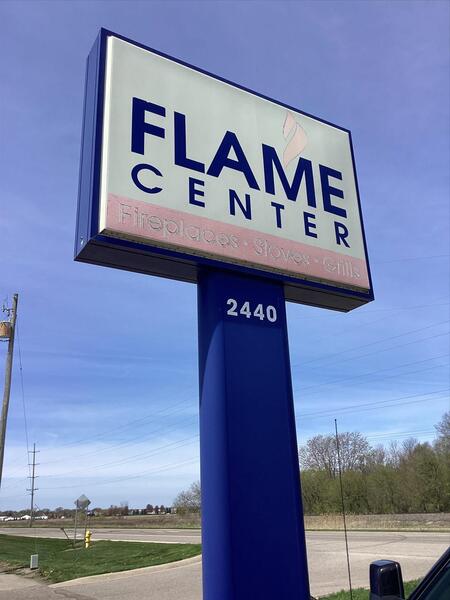 FLAME
CENTER
Fireplaces • Stoves • Grills
2440